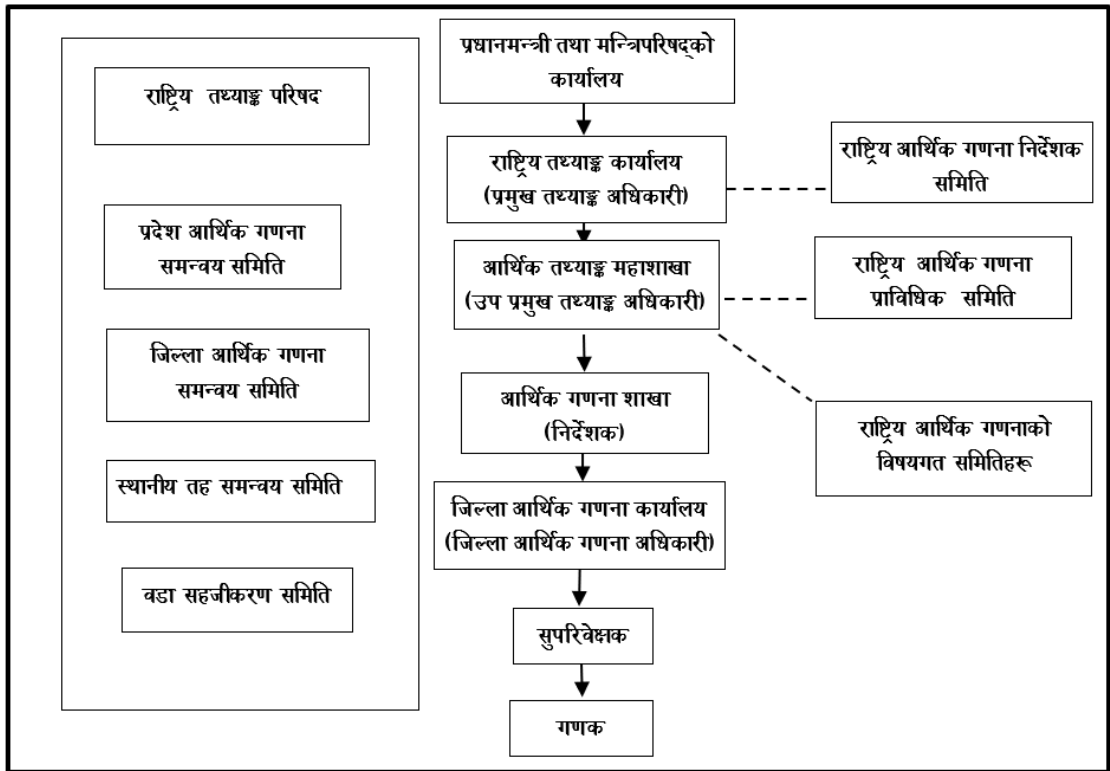 राष्ट्रिय तथ्याङ्क परिषद
प्रदेश आर्थिक गणना
समन्वय समिति
जिल्ला आर्थिक गणना
समन्वय समिति
स्थानीय तह समन्वय समिति
वडा सहजीकरण समिति
प्रधानमन्त्री तथा मन्त्रिपरिषद्को
कार्यालय
राष्ट्रिय तथ्याङ्क कार्यालय
(प्रमुख तथ्याङ्क अधिकारी)
आर्थिक तथ्याङ्क महाशाखा
(उप प्रमुख तथ्याङ्क अधिकारी)
आर्थिक गणना शाखा
(निर्देशक)
जिल्ला आर्थिक गणना कार्यालय
(जिल्ला आर्थिक गणना अधिकारी)
सुपरिवेक्षक
गणक
राष्ट्रिय आर्थिक गणना निर्देशक
समिति
राष्ट्रिय आर्थिक गणना
प्राविधिक समिति
राष्ट्रिय आर्थिक गणनाको
विषयगत समितिहरू